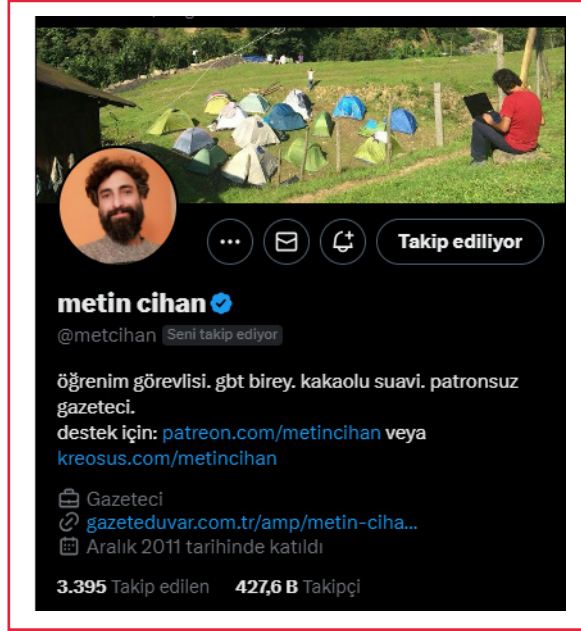 Takip ediliyor
metin cihan
@metcihan Seni takip ediyor
öğrenim görevlisi. gbt birey. kakaolu suavi. patronsuz
gazeteci.
destek için: patreon.com/metincihan veya
kreosus.com/metincihan
Gazeteci
gazeteduvar.com.tr/amp/metin-ciha...
Aralık 2011 tarihinde katıldı
3.395 Takip edilen 427,6 B Takipçi